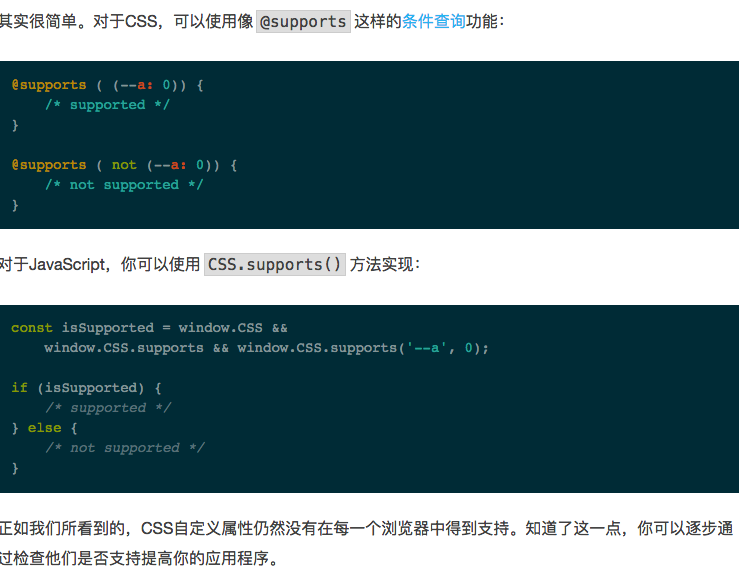 其实很简单。对于CSS，可以使用像 @supports 这样的条件查询功能：
@supports ( (--a: 0)) {
    /* supported */
}
@supports ( not (--a: 0)) {
    /* not supported */
}
对于JavaScript，你可以使用 CSS.supports() 方法实现：
const isSupported = window.CSS &&
    window.CSS.supports && window.CSS.supports('--a', 0);
if (isSupported) {
    /* supported */
} else {
    /* not supported */
}
正如我们所看到的，CSS自定义属性仍然没有在每一个浏览器中得到支持。知道了这一点，你可以逐步通
过检查他们是否支持提高你的应用程序。